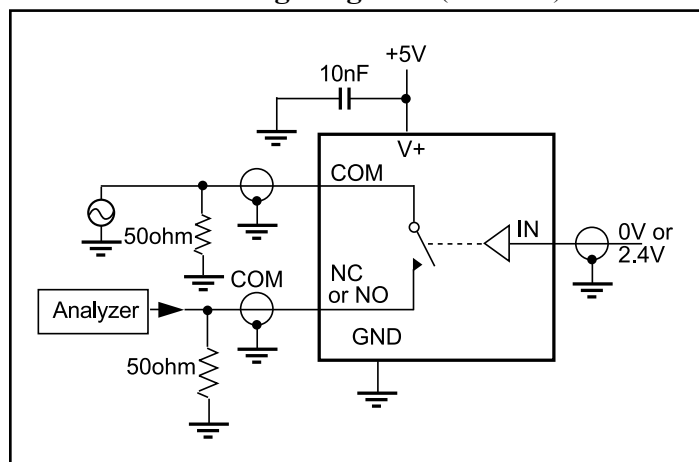 +5V
10nF
V+
COM
IN
0V or
2.4V
50ohm
COM
NC
or NO
Analyzer
GND
50ohm